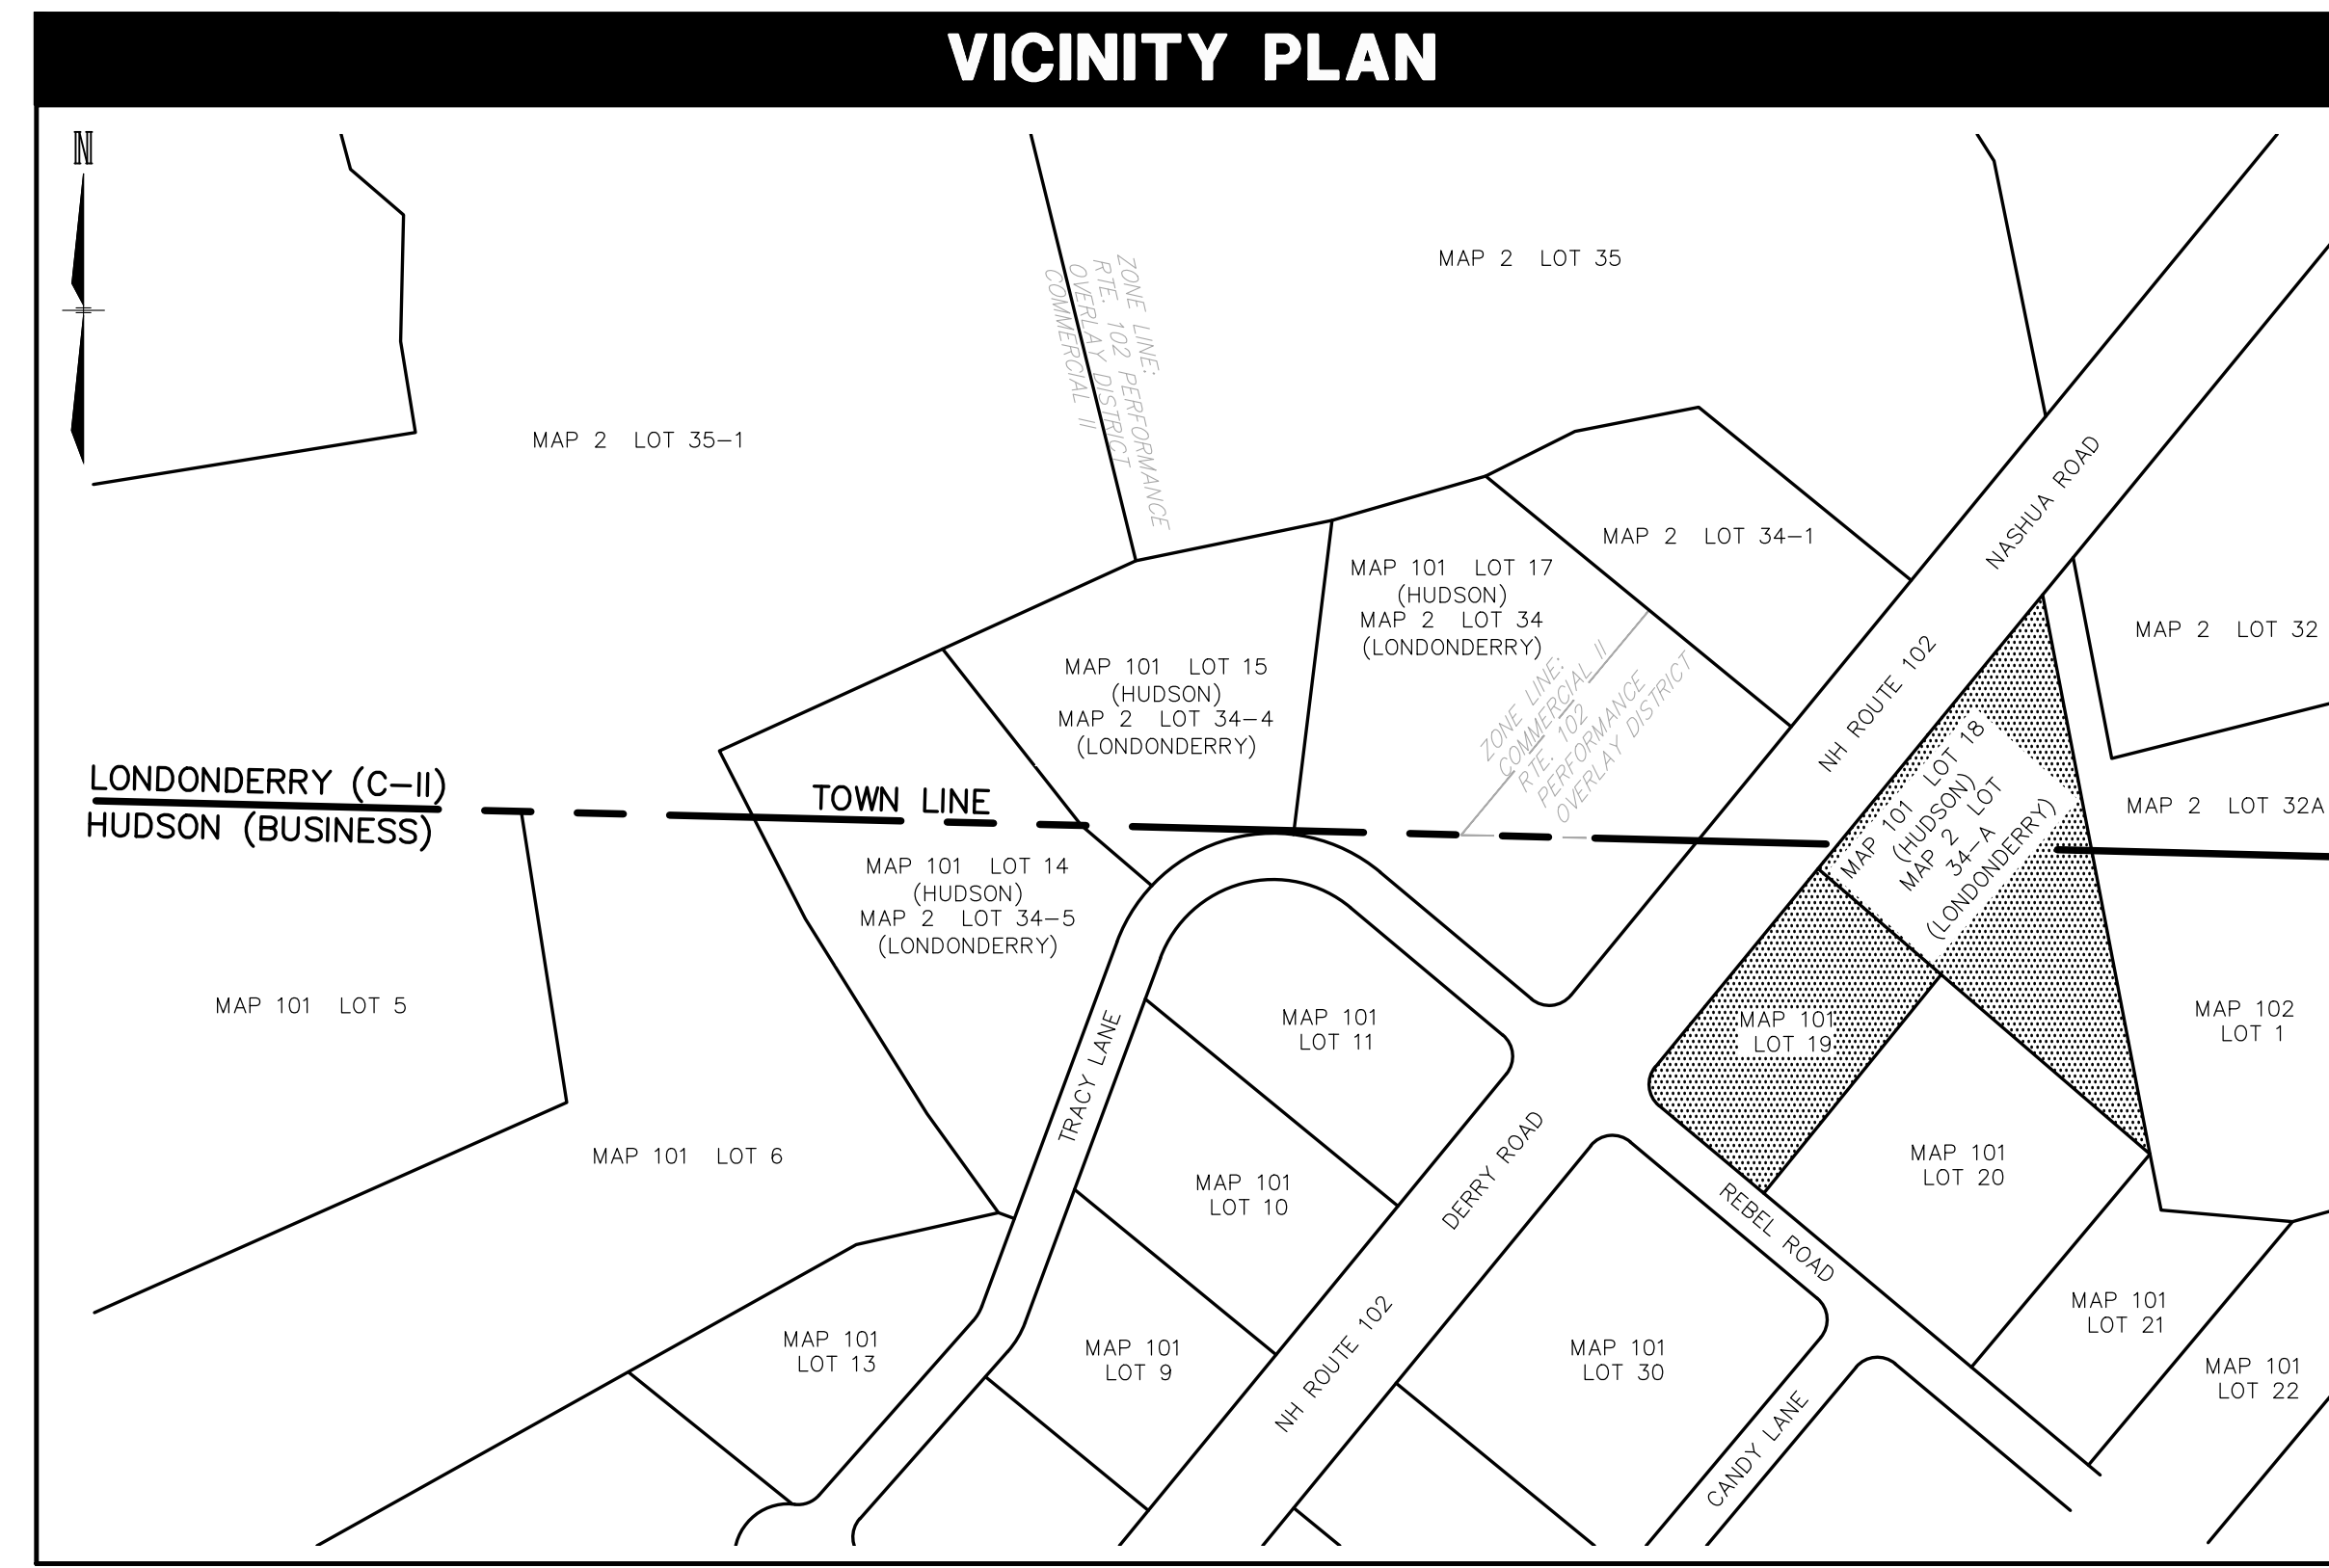 VICINITY PLAN
N
MAP 2 LOT 35
ZONE LINE:
RTE. 102 PERFORMANCE
OVERLAY DISTRICT
COMMERCIAL II
MAP 2 LOT 35-1
NASHUA ROAD
MAP 2 LOT 34-1
MAP 101 LOT 17
(HUDSON)
MAP 2 LOT 34
(LONDONDERRY)
MAP 2 LOT 32
MAP 101 LOT 15
(HUDSON)
MAP 2 LOT 34-4
(LONDONDERRY)
ZONE LINE:
COMMERCIAL II
RTE. 102
PERFORMANCE
OVERLAY DISTRICT
NH ROUTE 102
MAP 101 LOT 18
(HUDSON)
MAP 2 LOT
34-A
(LONDONDERRY)
LONDONDERRY (C-II)
HUDSON (BUSINESS)
TOWN LINE
MAP 2 LOT 32A
MAP 101 LOT 14
(HUDSON)
MAP 2 LOT 34-5
(LONDONDERRY)
MAP 101 LOT 5
MAP 101
LOT 11
MAP 101
LOT 19
MAP 102
LOT 1
TRACY LANE
MAP 101 LOT 6
MAP 101
LOT 10
DERRY ROAD
MAP 101
LOT 20
REBEL ROAD
MAP 101
LOT 21
MAP 101
LOT 13
MAP 101
LOT 9
NH ROUTE 102
MAP 101
LOT 30
MAP 101
LOT 22
CANDY LANE